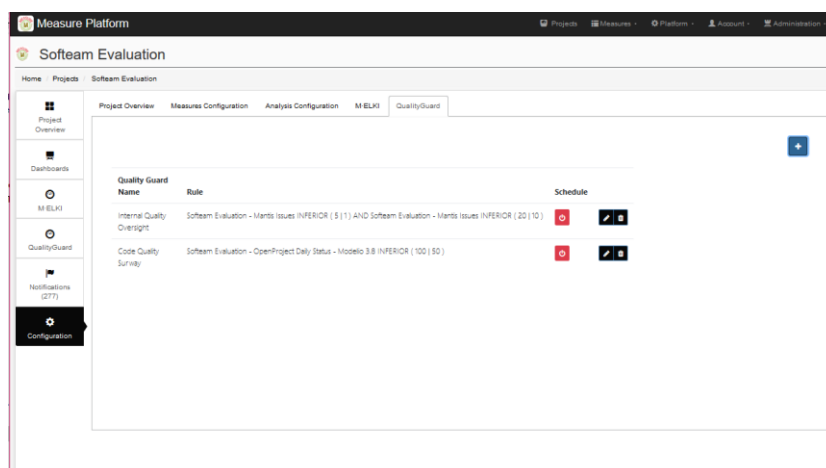 Measure Platform
Projects
Measures
Platform
Account
Administration
Softeam Evaluation
Home / Projects / Softeam Evaluation
Project
Overview
Dashboards
M-ELKI
QualityGuard
Notifications
(277)
Configuration
Project Overview
Measures Configuration
Analysis Configuration
M-ELKI
QualityGuard
+
Quality Guard
Name
Rule
Schedule
Internal Quality
Oversight
Softeam Evaluation - Mantis Issues INFERIOR ( 5 | 1 ) AND Softeam Evaluation - Mantis Issues INFERIOR ( 20 | 10 )
Code Quality
Surway
Softeam Evaluation - OpenProject Daily Status - Modelio 3.8 INFERIOR ( 100 | 50 )